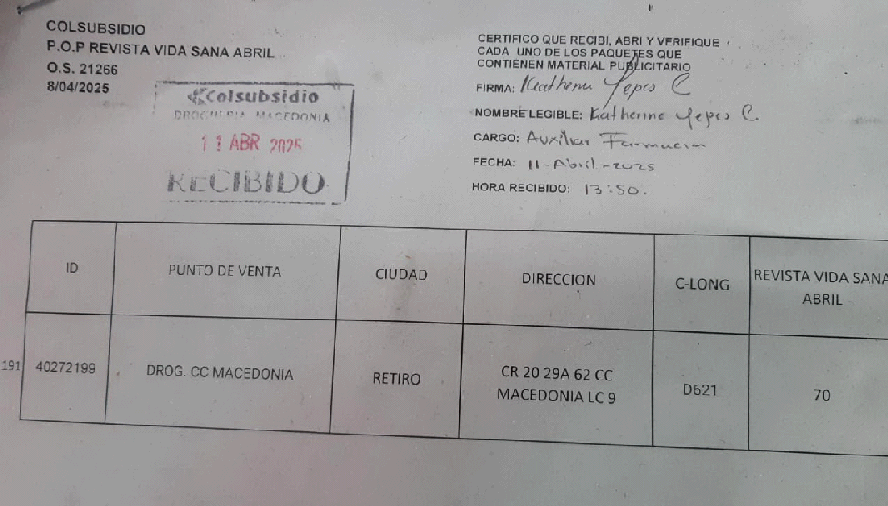 COLSUBSIDIO
P.O.P REVISTA VIDA SANA ABRIL
O.S. 21266
8/04/2025
Colsubsidio
DROGUERIA MACEDONIA
11 ABR 2025
RECIBIDO
CERTIFICO QUE RECIBI, ABRI Y VERIFIQUE
CADA UNO DE LOS PAQUETES QUE
CONTIENEN MATERIAL PUBLICITARIO
FIRMA: Katherine Yepes C
NOMBRE LEGIBLE: Katherine Yepes C.
CARGO: Auxiliar Farmacia
FECHA: 11-Abril-2025
HORA RECIBIDO: 13:50.
ID PUNTO DE VENTA CIUDAD DIRECCION C-LONG REVISTA VIDA SANA
ABRIL
191 40272199 DROG. CC MACEDONIA RETIRO CR 20 29A 62 CC D621 70
MACEDONIA LC 9